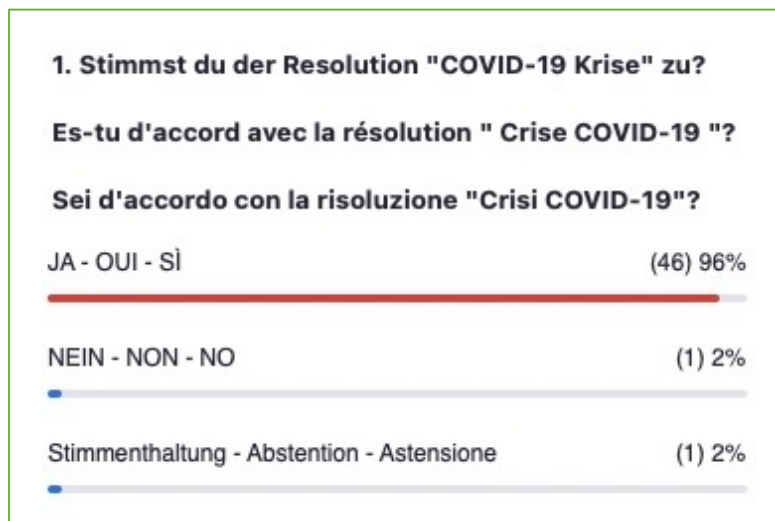 1. Stimmst du der Resolution "COVID-19 Krise" zu?
Es-tu d'accord avec la résolution " Crise COVID-19 "?
Sei d'accordo con la risoluzione "Crisi COVID-19"?
JA - OUI - SÌ (46) 96%
NEIN - NON - NO (1) 2%
Stimmenthaltung - Abstention - Astensione (1) 2%